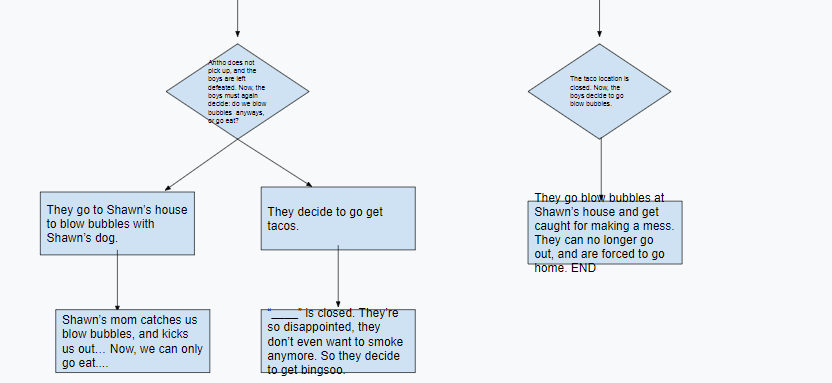 Antho does not
pick up, and the
boys are left
defeated. Now, the
boys must again
decide: do we blow
bubbles anyways,
or go eat?
The taco location is
closed. Now, the
boys decide to go
blow bubbles.
They go to Shawn's house
to blow bubbles with
Shawn's dog.
They decide to go get
tacos.
They go blow bubbles at
Shawn's house and get
caught for making a mess.
They can no longer go
out, and are forced to go
home. END
Shawn's mom catches us
blow bubbles, and kicks
us out... Now, we can only
go eat....
"____" is closed. They're
so disappointed, they
don't even want to smoke
anymore. So they decide
to get bingsoo.